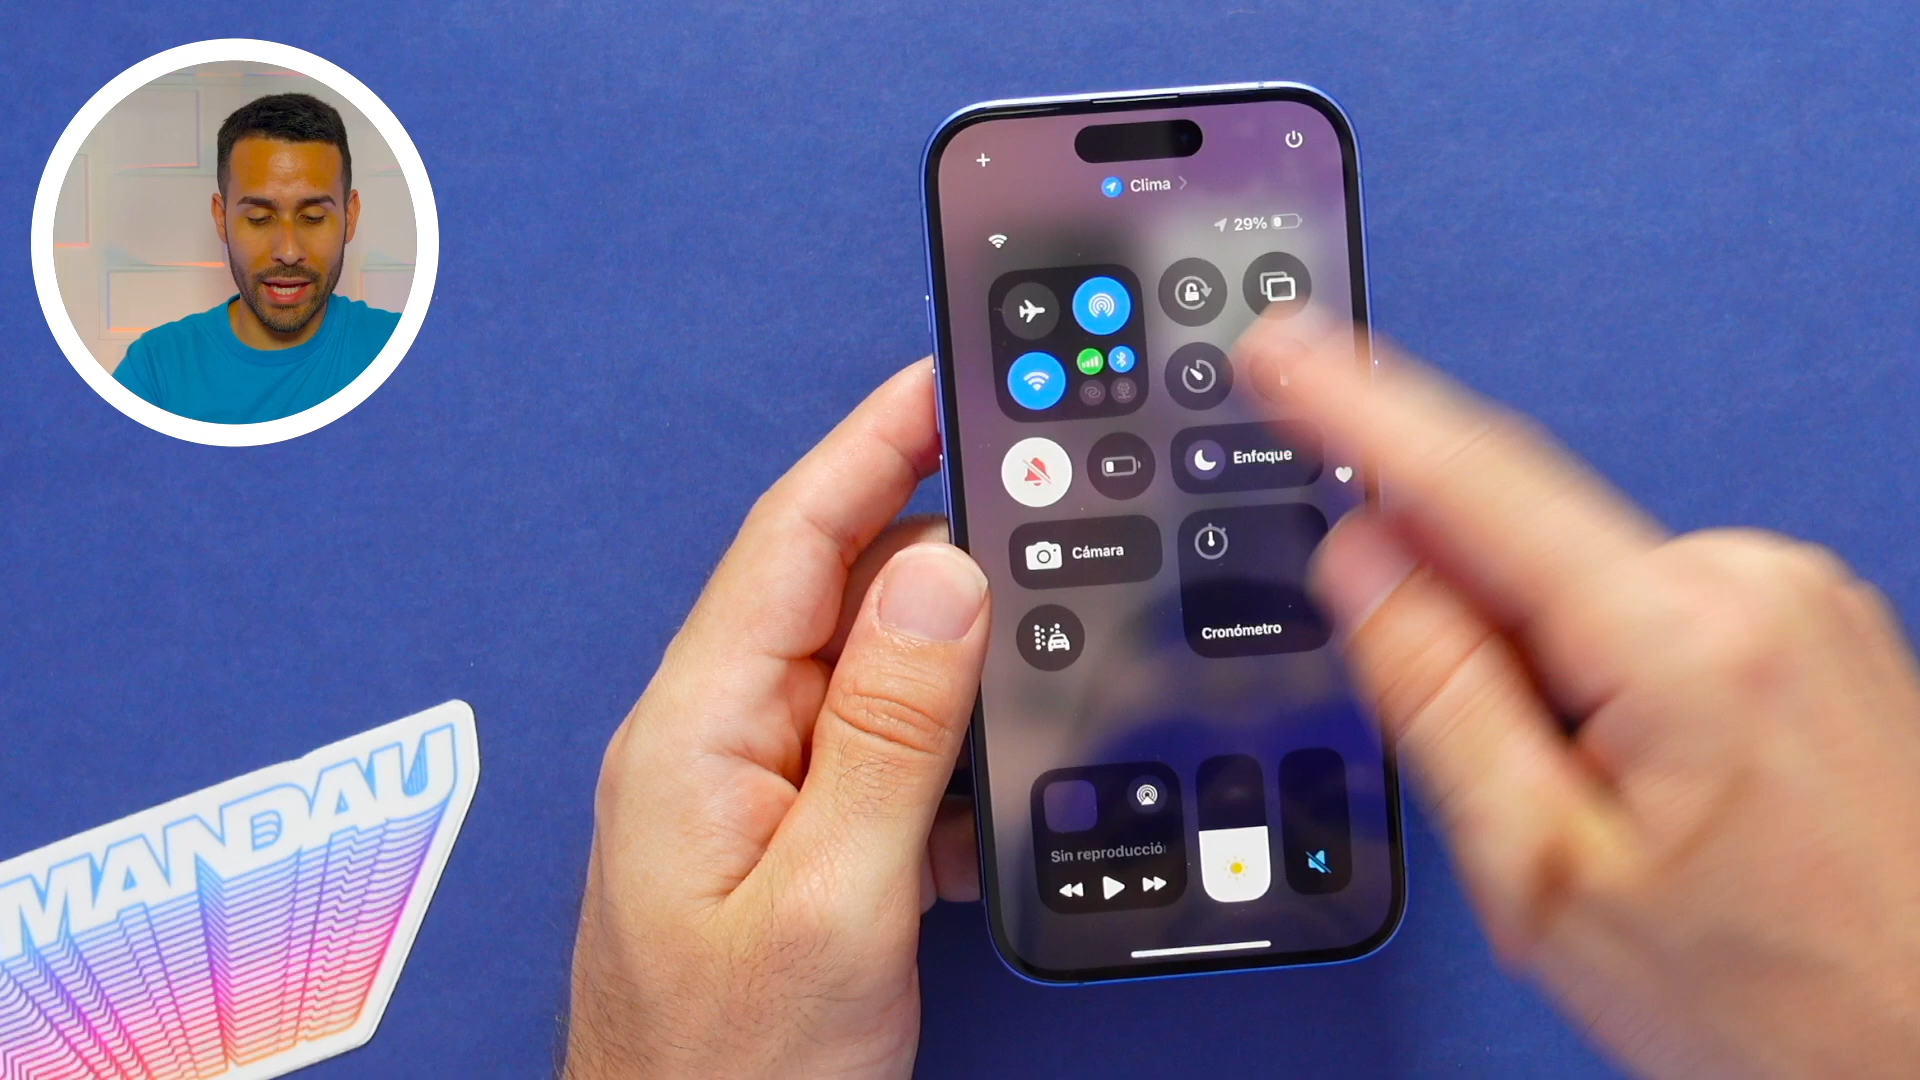 Clima
29%
Enfoque
Cámara
Cronómetro
Sin reproducció
MANDAU